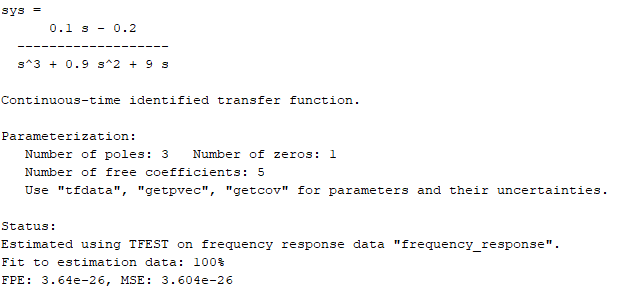 sys =
0.1 s - 0.2
-------------------
s^3 + 0.9 s^2 + 9 s
Continuous-time identified transfer function.
Parameterization:
Number of poles: 3   Number of zeros: 1
Number of free coefficients: 5
Use "tfdata", "getpvec", "getcov" for parameters and their uncertainties.
Status:
Estimated using TFEST on frequency response data "frequency_response".
Fit to estimation data: 100%
FPE: 3.64e-26, MSE: 3.604e-26